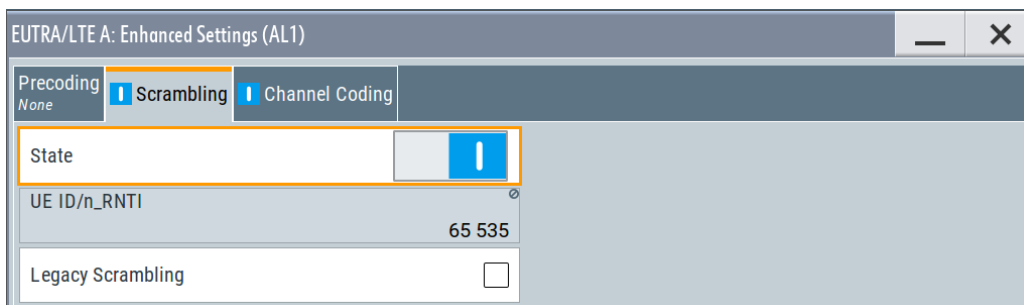 EUTRA/LTE A: Enhanced Settings (AL1)
Precoding
None
Scrambling
Channel Coding
State
UE ID/n_RNTI
65 535
Legacy Scrambling